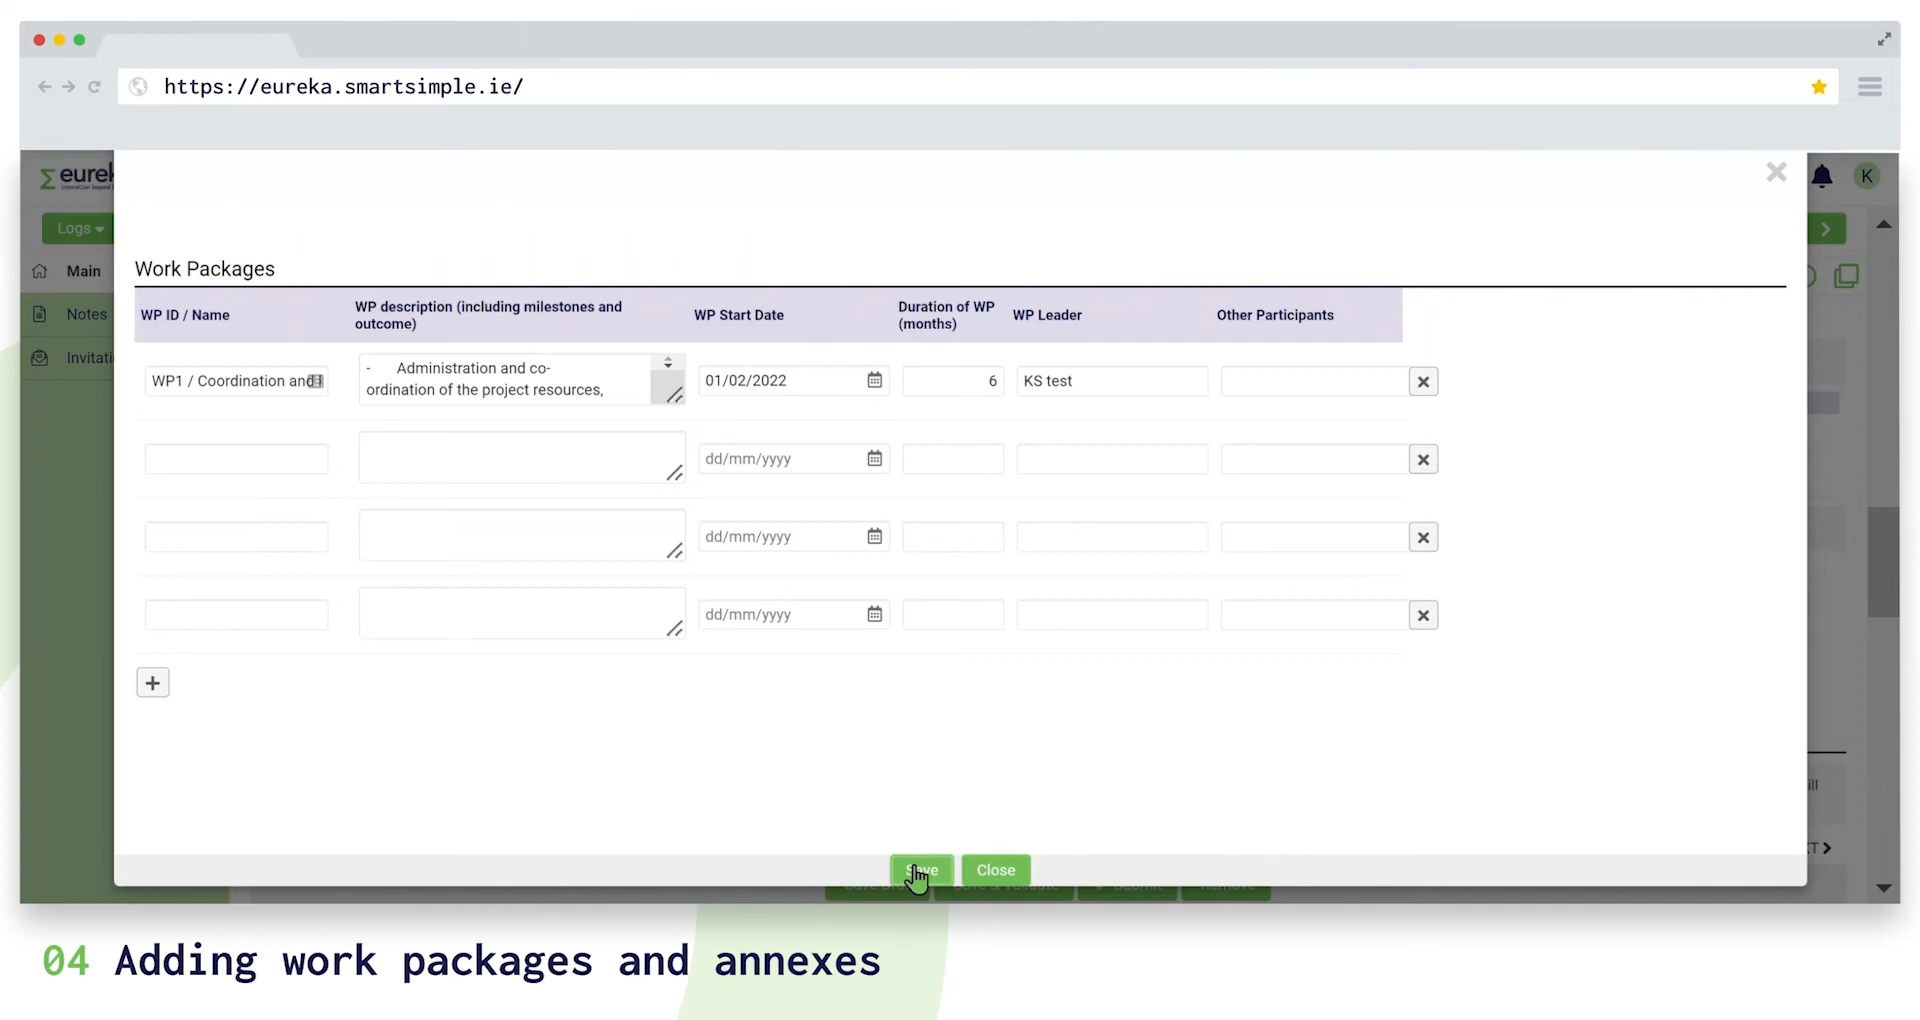 https://eureka.smartsimple.ie/
eurek
K
Logs
Main
Notes
Invitati
Work Packages
WP ID / Name
WP description (including milestones and outcome)
WP Start Date
Duration of WP (months)
WP Leader
Other Participants
WP1 / Coordination and
- Administration and co-
ordination of the project resources,
01/02/2022
6
KS test
dd/mm/yyyy
dd/mm/yyyy
dd/mm/yyyy
ill
Save
Close
04 Adding work packages and annexes